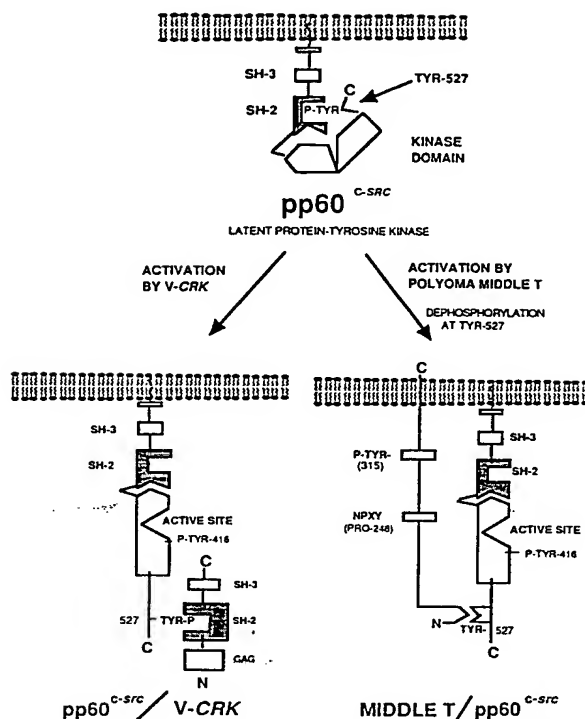 SH-3
TYR-527
C
SH-2
P-TYR
KINASE
DOMAIN
pp60 C-SRC
LATENT PROTEIN-TYROSINE KINASE
ACTIVATION
BY V-CRK
ACTIVATION BY
POLYOMA MIDDLE T
DEPHOSPHORYLATION
AT TYR-527
SH-3
SH-2
ACTIVE SITE
P-TYR-416
527
TYR-P
C
C
SH-3
SH-2
GAG
N
pp60 C-Src / V-CRK
C
P-TYR-
(315)
NPXY
(PRO-248)
N
SH-3
SH-2
ACTIVE SITE
P-TYR-416
TYR-
527
C
MIDDLE T/pp60 C-Src